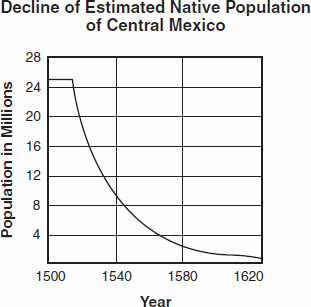 Decline of Estimated Native Population
of Central Mexico
Population in Millions
28
24
20
16
12
8
4
1500 1540 1580 1620
Year